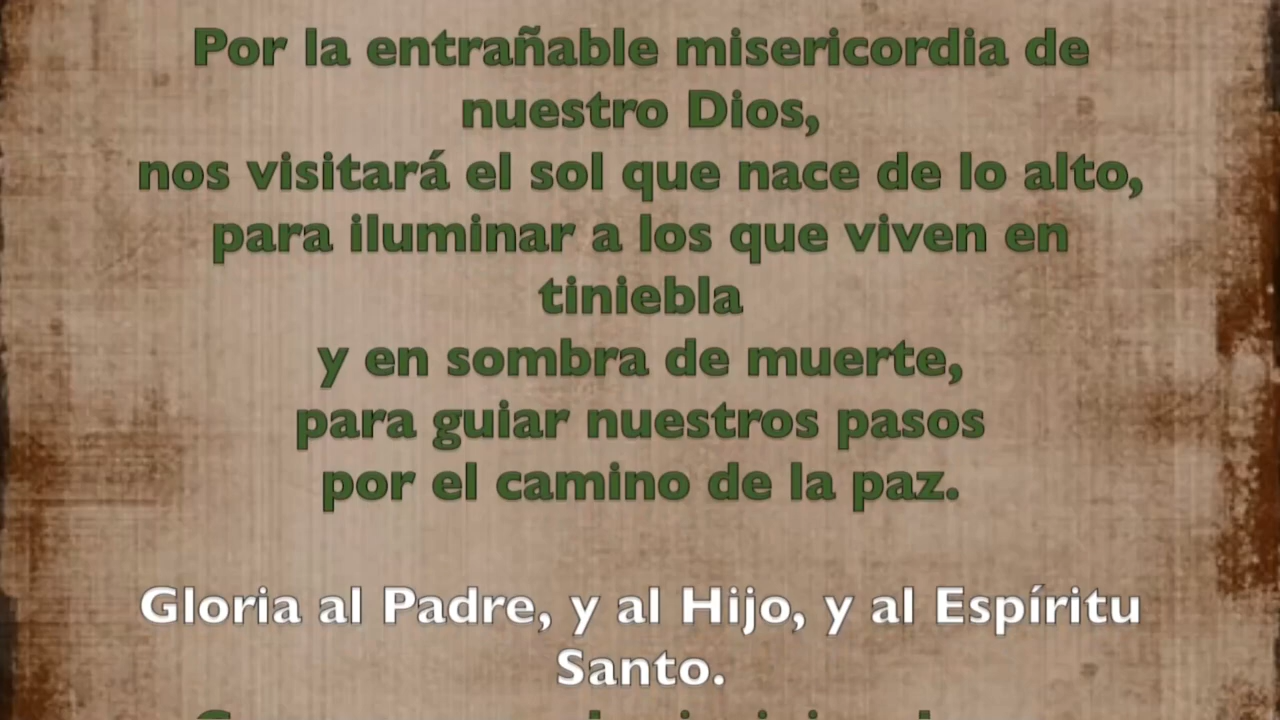 Por la entrañable misericordia de
nuestro Dios,
nos visitará el sol que nace de lo alto,
para iluminar a los que viven en
tiniebla
y en sombra de muerte,
para guiar nuestros pasos
por el camino de la paz.
Gloria al Padre, y al Hijo, y al Espíritu
Santo.